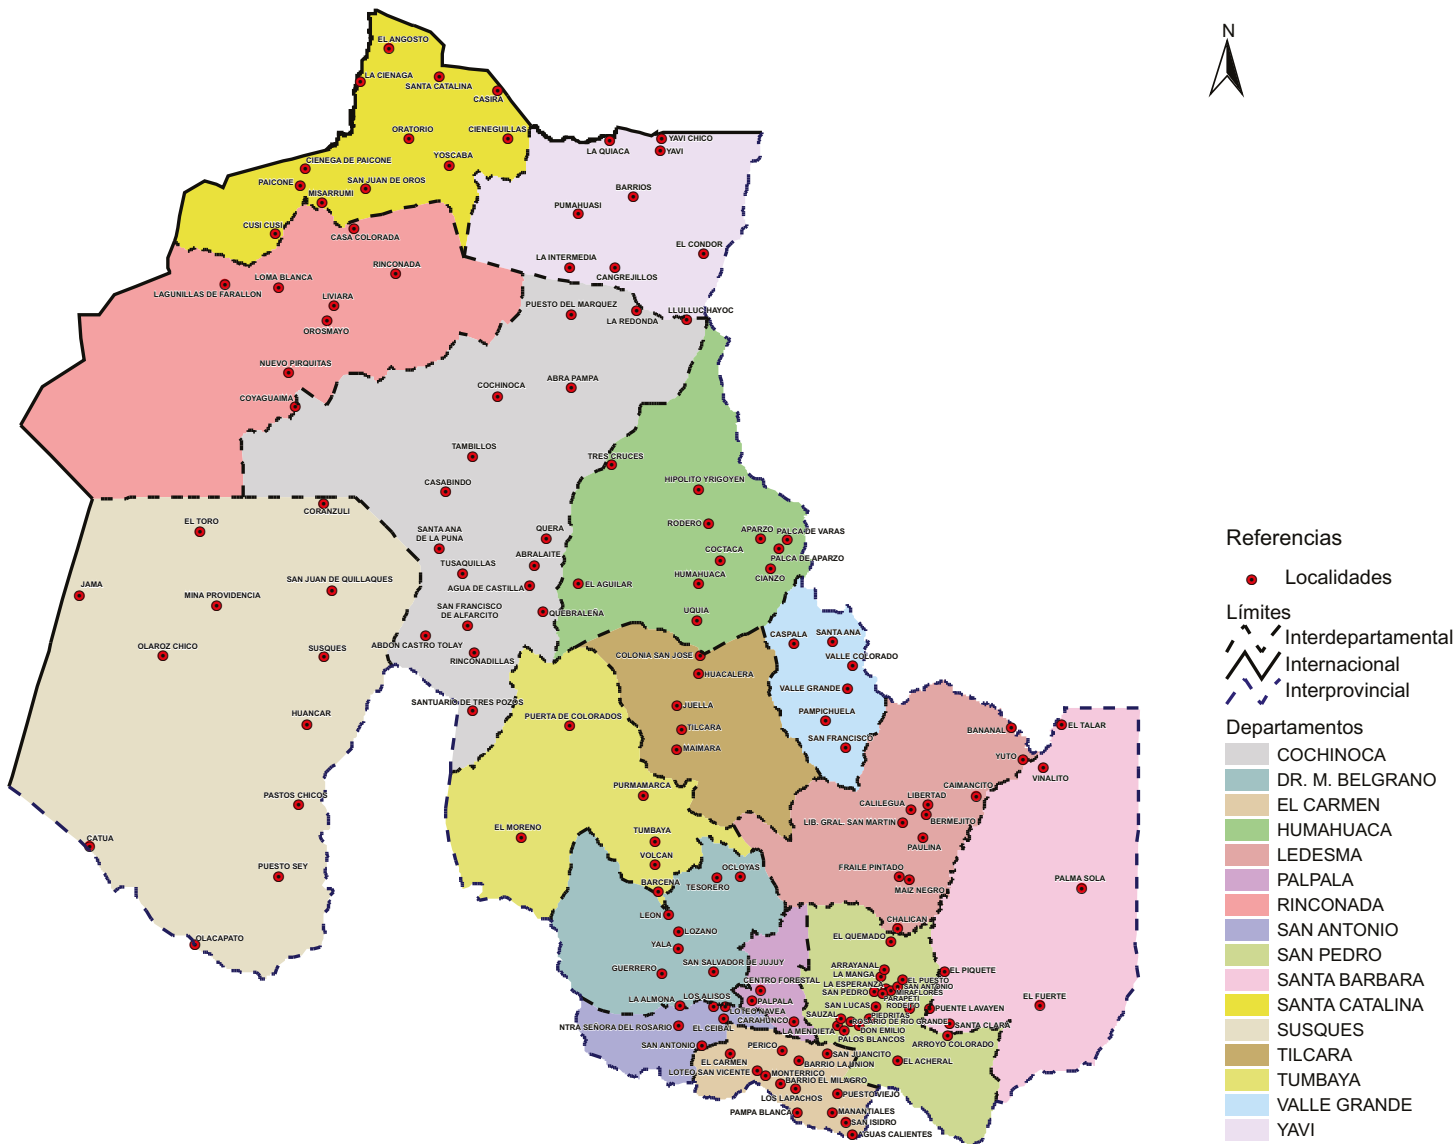 N
EL ANGOSTO
LA CIENAGA
SANTA CATALINA
CASIRA
ORATORIO
CIENEGUILLAS
YOSCABA
CIENEGA DE PAICONE
PAICONE
SAN JUAN DE OROS
MISARRUMI
CUSI CUSI
CASA COLORADA
YAVI CHICO
LA QUIACA
YAVI
BARRIOS
PUMAHUASI
EL CONDOR
LA INTERMEDIA
CANGREJILLOS
RINCONADA
LOMA BLANCA
LAGUNILLAS DE FARALLON
LIVIARA
OROSMAYO
PUESTO DEL MARQUEZ
LA REDONDA
LLULLUCHAYOC
NUEVO PIRQUITAS
COYAGUAIMA
COCHINOCA
ABRA PAMPA
TAMBILLOS
TRES CRUCES
CASABINDO
HIPOLITO YRIGOYEN
CORANZULI
EL TORO
SANTA ANA
DE LA PUNA
QUERA
RODERO
APARZO
PALCA DE VARAS
ABRALAITE
COCTACA
PALCA DE APARZO
TUSAQUILLAS
HUMAHUACA
CIANZO
JAMA
SAN JUAN DE QUILLAQUES
AGUA DE CASTILLA
EL AGUILAR
MINA PROVIDENCIA
SAN FRANCISCO
DE ALFARCITO
QUEBRALEÑA
UQUIA
OLAROZ CHICO
SUSQUES
ABDON CASTRO TOLAY
RINCONADILLAS
COLONIA SAN JOSE
CASPALA
SANTA ANA
VALLE COLORADO
HUACALERA
VALLE GRANDE
SANTUARIO DE TRES POZOS
HUANCAR
PUERTA DE COLORADOS
JUELLA
TILCARA
PAMPICHUELA
MAIMARA
SAN FRANCISCO
BANANAL
EL TALAR
YUTO
VINALITO
PASTOS CHICOS
PURMAMARCA
CAIMANCITO
LIBERTAD
CALILEGUA
BERMEJITO
LIB. GRAL. SAN MARTIN
PAULINA
CATUA
EL MORENO
TUMBAYA
VOLCAN
PUESTO SEY
BARCENA
OCLOYAS
TESORERO
FRAILE PINTADO
MAIZ NEGRO
PALMA SOLA
LEON
CHALICAN
OLACAPATO
LOZANO
EL QUEMADO
YALA
SAN SALVADOR DE JUJUY
GUERRERO
ARRAYANAL
LA MANGA
EL PIQUETE
CENTRO FORESTAL
LA ESPERANZA
EL PUESTO
SAN ANTONIO
SAN PEDRO
MIRAFLORES
PARAPETI
LA ALMONA
LOS ALISOS
PALPALA
SAN LUCAS
RODEITO
PUENTE LAVAYEN
EL FUERTE
LOTEO NAVEA
SAUZAL
PIEDRITAS
NTRA SEÑORA DEL ROSARIO
EL CEIBAL
CARAHUNCO
ROSARIO DE RIO GRANDE
SANTA CLARA
LA MENDIETA
DON EMILIO
PALOS BLANCOS
ARROYO COLORADO
SAN ANTONIO
EL CARMEN
PERICO
SAN JUANCITO
BARRIO LA UNION
EL ACHERAL
LOTEO SAN VICENTE
MONTERRICO
BARRIO EL MILAGRO
LOS LAPACHOS
PUESTO VIEJO
PAMPA BLANCA
MANANTIALES
SAN ISIDRO
AGUAS CALIENTES
Referencias
Localidades
Límites
Interdepartamental
Internacional
Interprovincial
Departamentos
COCHINOCA
DR. M. BELGRANO
EL CARMEN
HUMAHUACA
LEDESMA
PALPALA
RINCONADA
SAN ANTONIO
SAN PEDRO
SANTA BARBARA
SANTA CATALINA
SUSQUES
TILCARA
TUMBAYA
VALLE GRANDE
YAVI